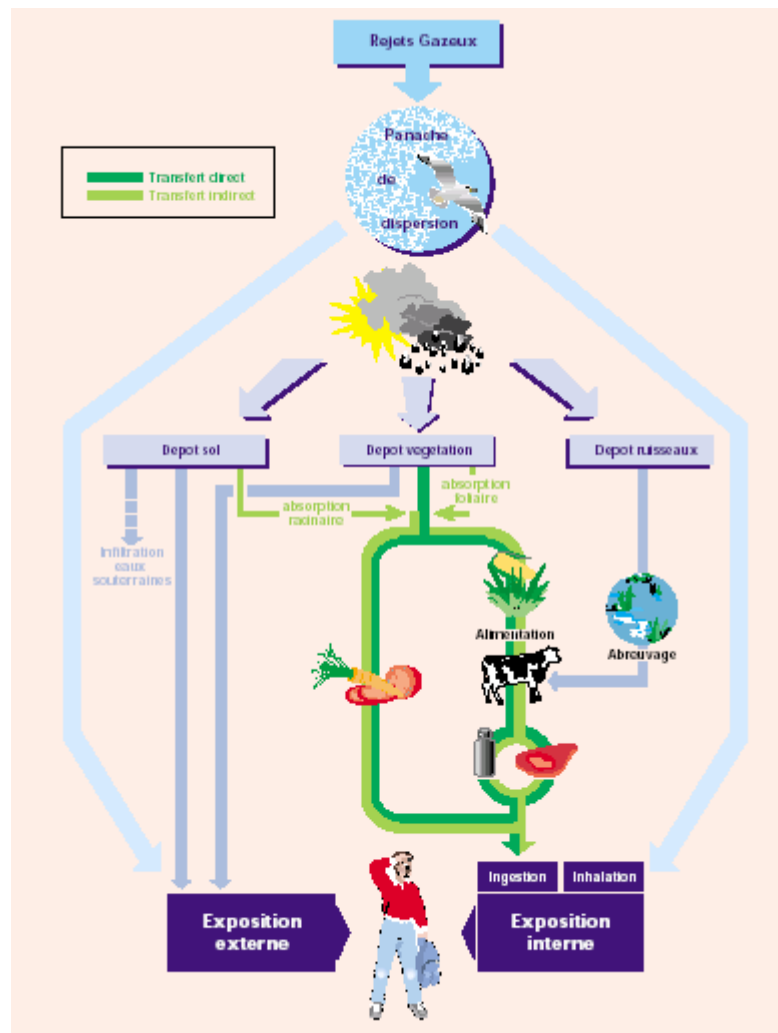 Rejets Gazeux
Panache
de
dispersion
Transfert direct
Transfert indirect
Depot sol
Depot vegetation
Depot ruisseaux
absorption
racinaire
absorption
foliaire
Infiltration
eaux
souterraines
Alimentation
Abreuvage
Ingestion
Inhalation
Exposition
externe
Exposition
interne